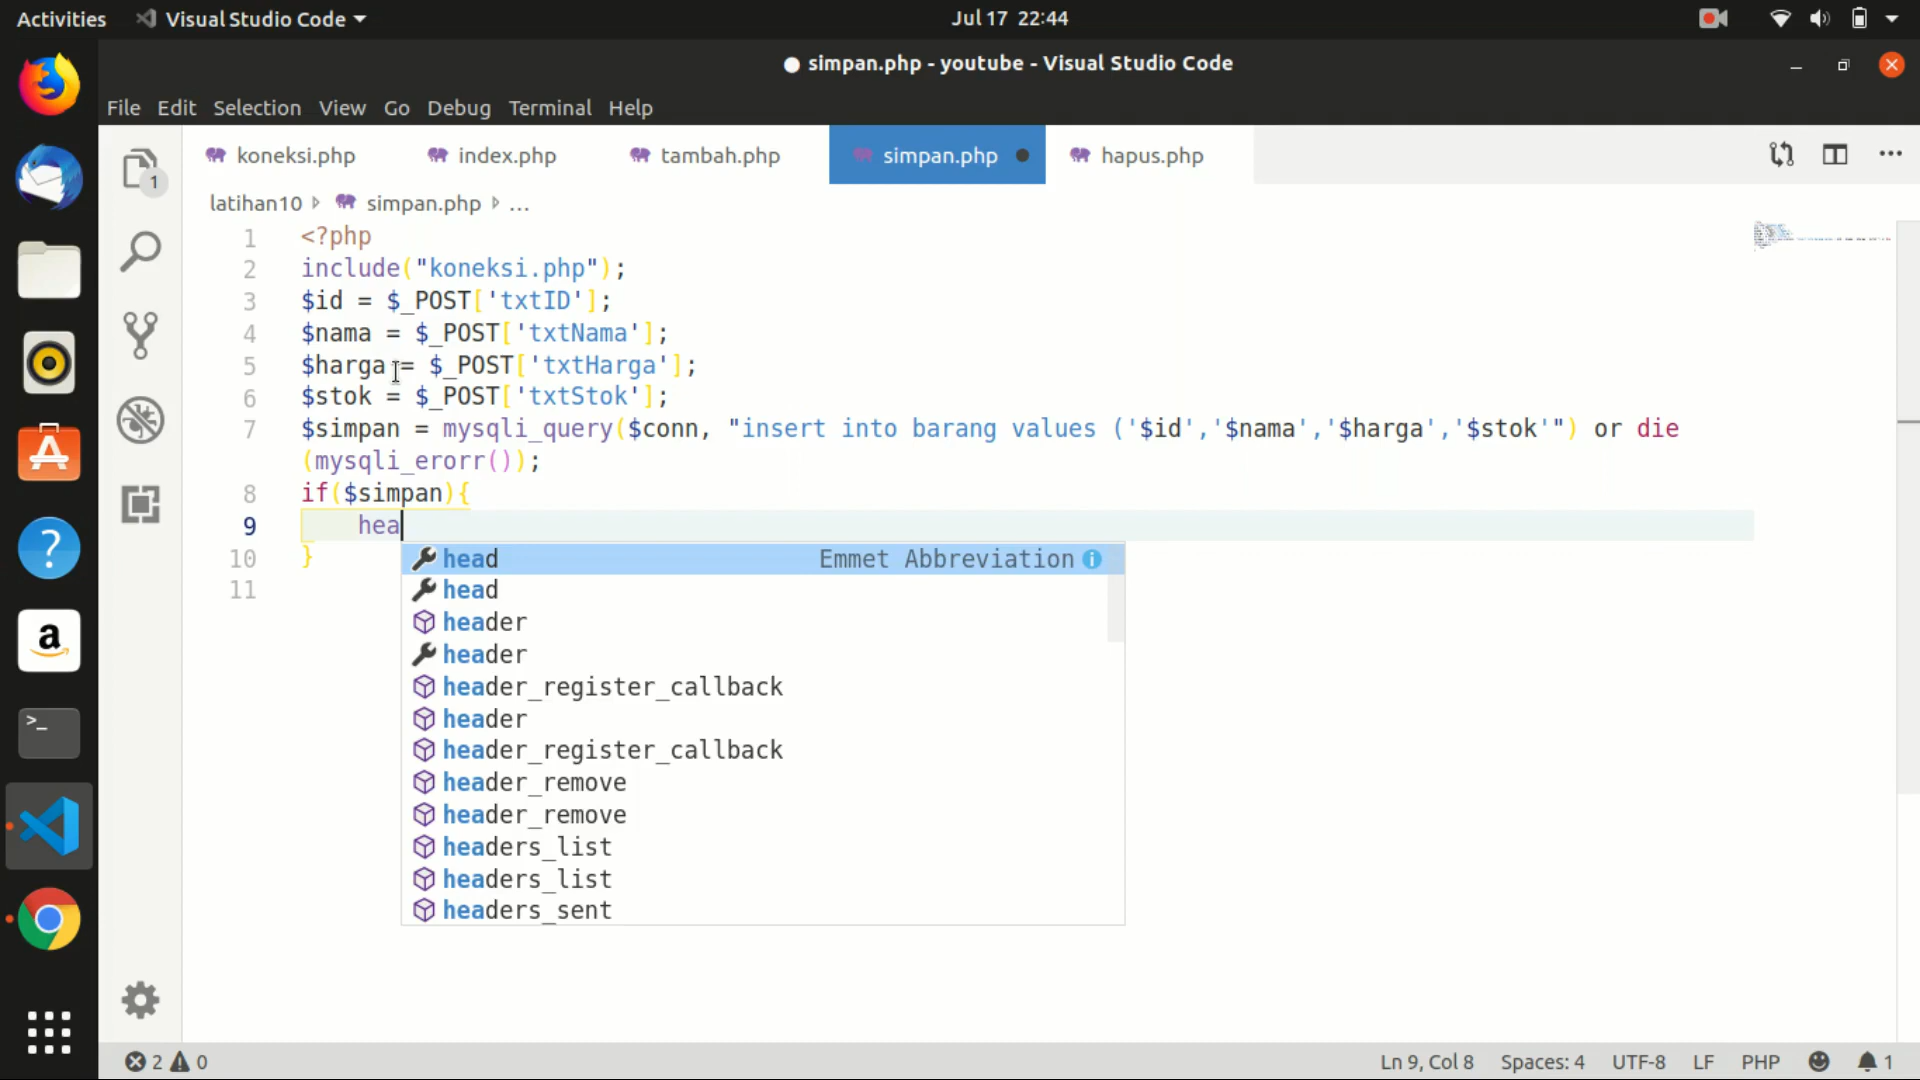 Activities Visual Studio Code Jul 17 22:44
simpan.php - youtube - Visual Studio Code
File Edit Selection View Go Debug Terminal Help
koneksi.php index.php tambah.php simpan.php hapus.php
1
latihan10 simpan.php ...
1 <?php
2 include("koneksi.php");
3 $id = $_POST['txtID'];
4 $nama = $_POST['txtNama'];
5 $harga = $_POST['txtHarga'];
6 $stok = $_POST['txtStok'];
7 $simpan = mysqli_query($conn, "insert into barang values ('$id','$nama','$harga','$stok'") or die
(mysqli_erorr());
8 if($simpan){
9 hea
10 }
11
head Emmet Abbreviation
head
header
header
header_register_callback
header
header_register_callback
header_remove
header_remove
headers_list
headers_list
headers_sent
2 0 Ln 9, Col 8 Spaces: 4 UTF-8 LF PHP 1